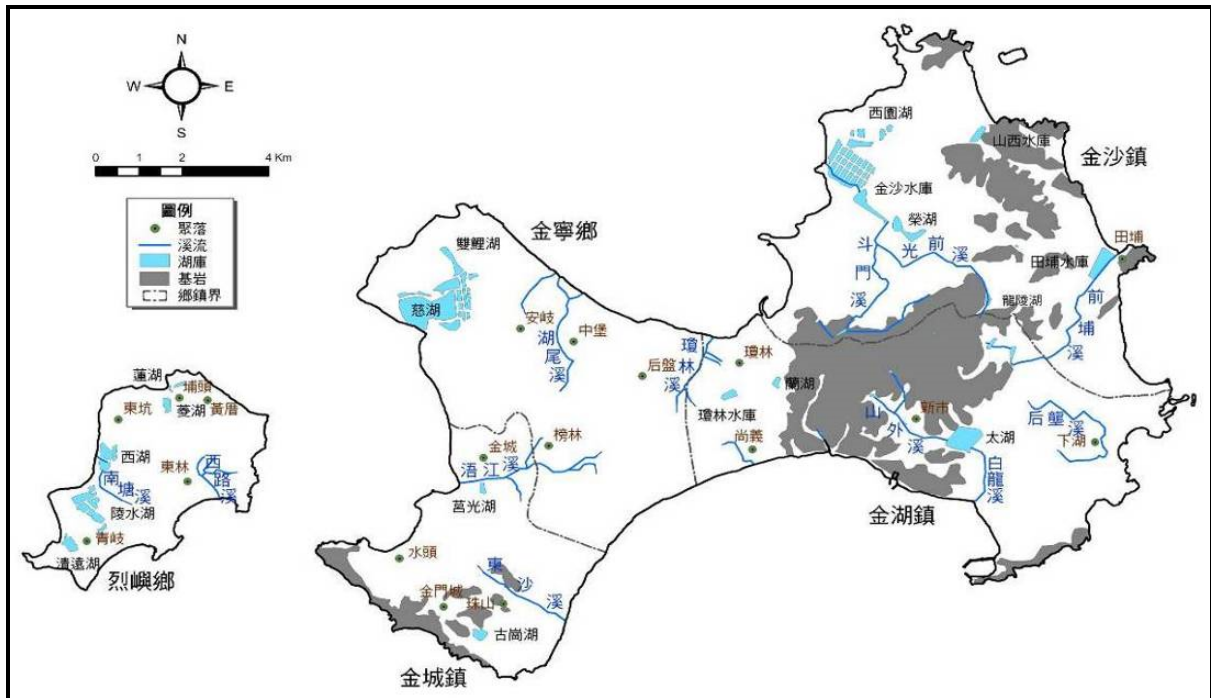 N
W
E
S
0
1
2
4 Km
圖例
聚落
溪流
湖庫
基岩
鄉鎮界
西園湖
山西水庫
金沙鎮
金沙水庫
榮湖
斗門溪
光前溪
田埔
田埔水庫
前埔溪
龍陵湖
金寧鄉
雙鯉湖
慈湖
安岐
湖尾溪
中堡
后盤
瓊林溪
瓊林
蘭湖
瓊林水庫
尚義
山外溪
新市
太湖
白龍溪
后壟溪
下湖
金湖鎮
金城
榜林
浯江溪
莒光湖
水頭
東沙溪
金門城
珠山
古崗湖
金城鎮
蓮湖
埔頭
菱湖
黃厝
東坑
西湖
東林
西路溪
南塘溪
陵水湖
青岐
清遠湖
烈嶼鄉